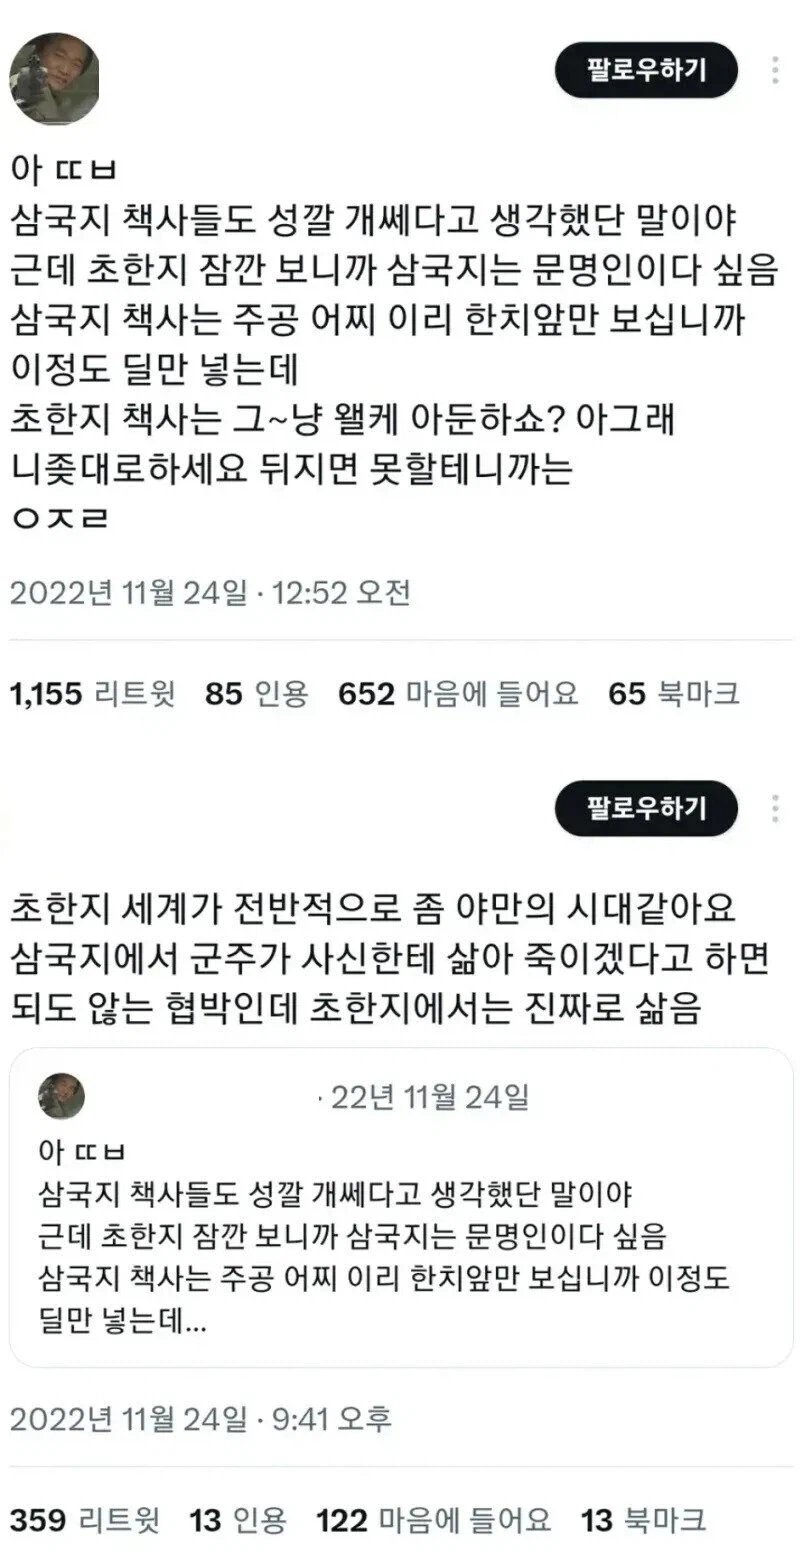 팔로우하기
아 ㄸㅂ
삼국지 책사들도 성깔 개쎄다고 생각했단 말이야
근데 초한지 잠깐 보니까 삼국지는 문명인이다 싶음
삼국지 책사는 주공 어찌 이리 한치앞만 보십니까
이정도 딜만 넣는데
초한지 책사는 그~냥 왤케 아둔하쇼? 아그래
니좆대로하세요 뒤지면 못할테니까는
ㅇㅈㄹ
2022년 11월 24일 · 12:52 오전
1,155 리트윗 85 인용 652 마음에 들어요 65 북마크
팔로우하기
초한지 세계가 전반적으로 좀 야만의 시대같아요
삼국지에서 군주가 사신한테 삶아 죽이겠다고 하면
되도 않는 협박인데 초한지에서는 진짜로 삶음
· 22년 11월 24일
아 ㄸㅂ
삼국지 책사들도 성깔 개쎄다고 생각했단 말이야
근데 초한지 잠깐 보니까 삼국지는 문명인이다 싶음
삼국지 책사는 주공 어찌 이리 한치앞만 보십니까 이정도
딜만 넣는데...
2022년 11월 24일 · 9:41 오후
359 리트윗 13 인용 122 마음에 들어요 13 북마크